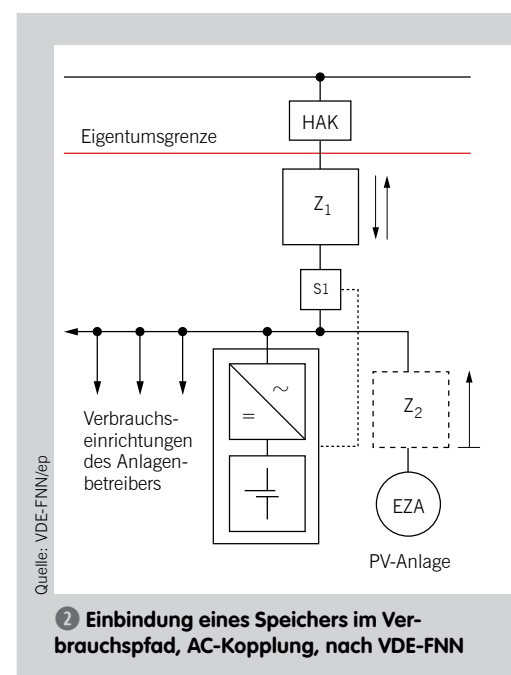 HAK
Eigentumsgrenze
Z1
S1
~
=
Z2
Verbrauchs-
einrichtungen
des Anlagen-
betreibers
EZA
PV-Anlage
Quelle: VDE-FNN/ep
2 Einbindung eines Speichers im Ver-
brauchspfad, AC-Kopplung, nach VDE-FNN